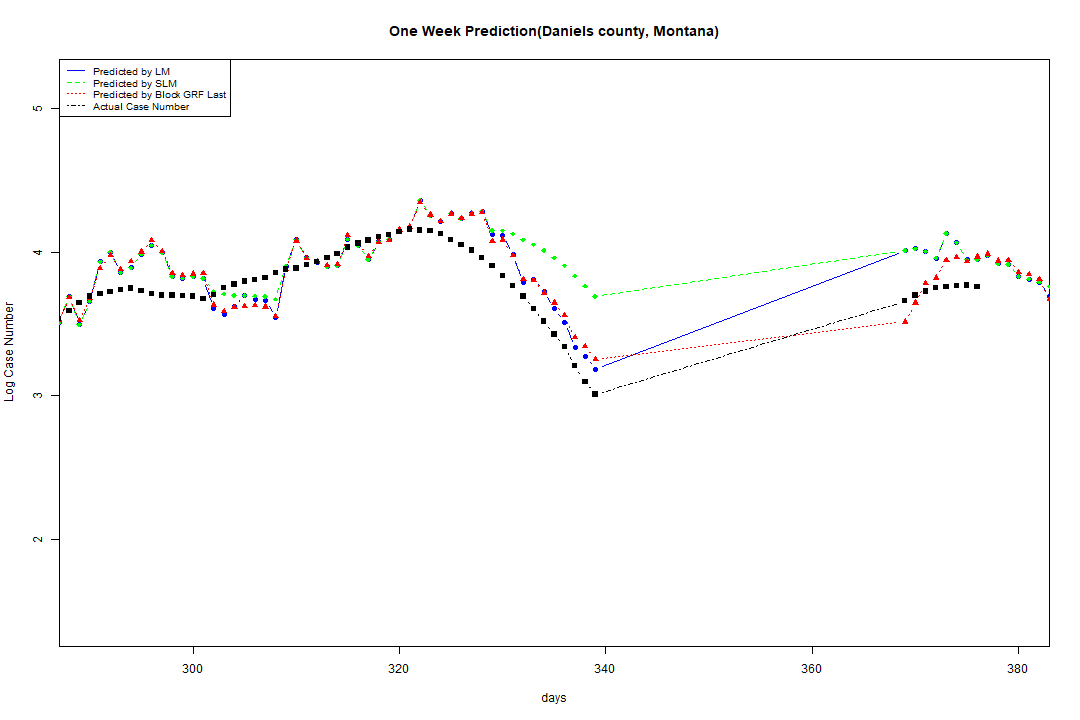 One Week Prediction(Daniels county, Montana)
Predicted by LM
Predicted by SLM
Predicted by Block GRF Last
Actual Case Number
5
4
3
2
Log Case Number
300
320
340
360
380
days